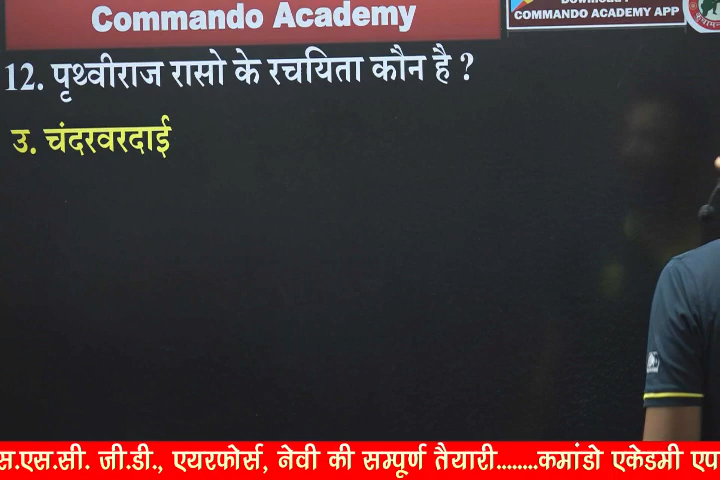 Commando Academy
COMMANDO ACADEMY APP
12. पृथ्वीराज रासो के रचयिता कौन है ?
उ. चंदरवरदाई
स.एस.सी. जी.डी., एयरफोर्स, नेवी की सम्पूर्ण तैयारी........कमांडो एकेडमी एप